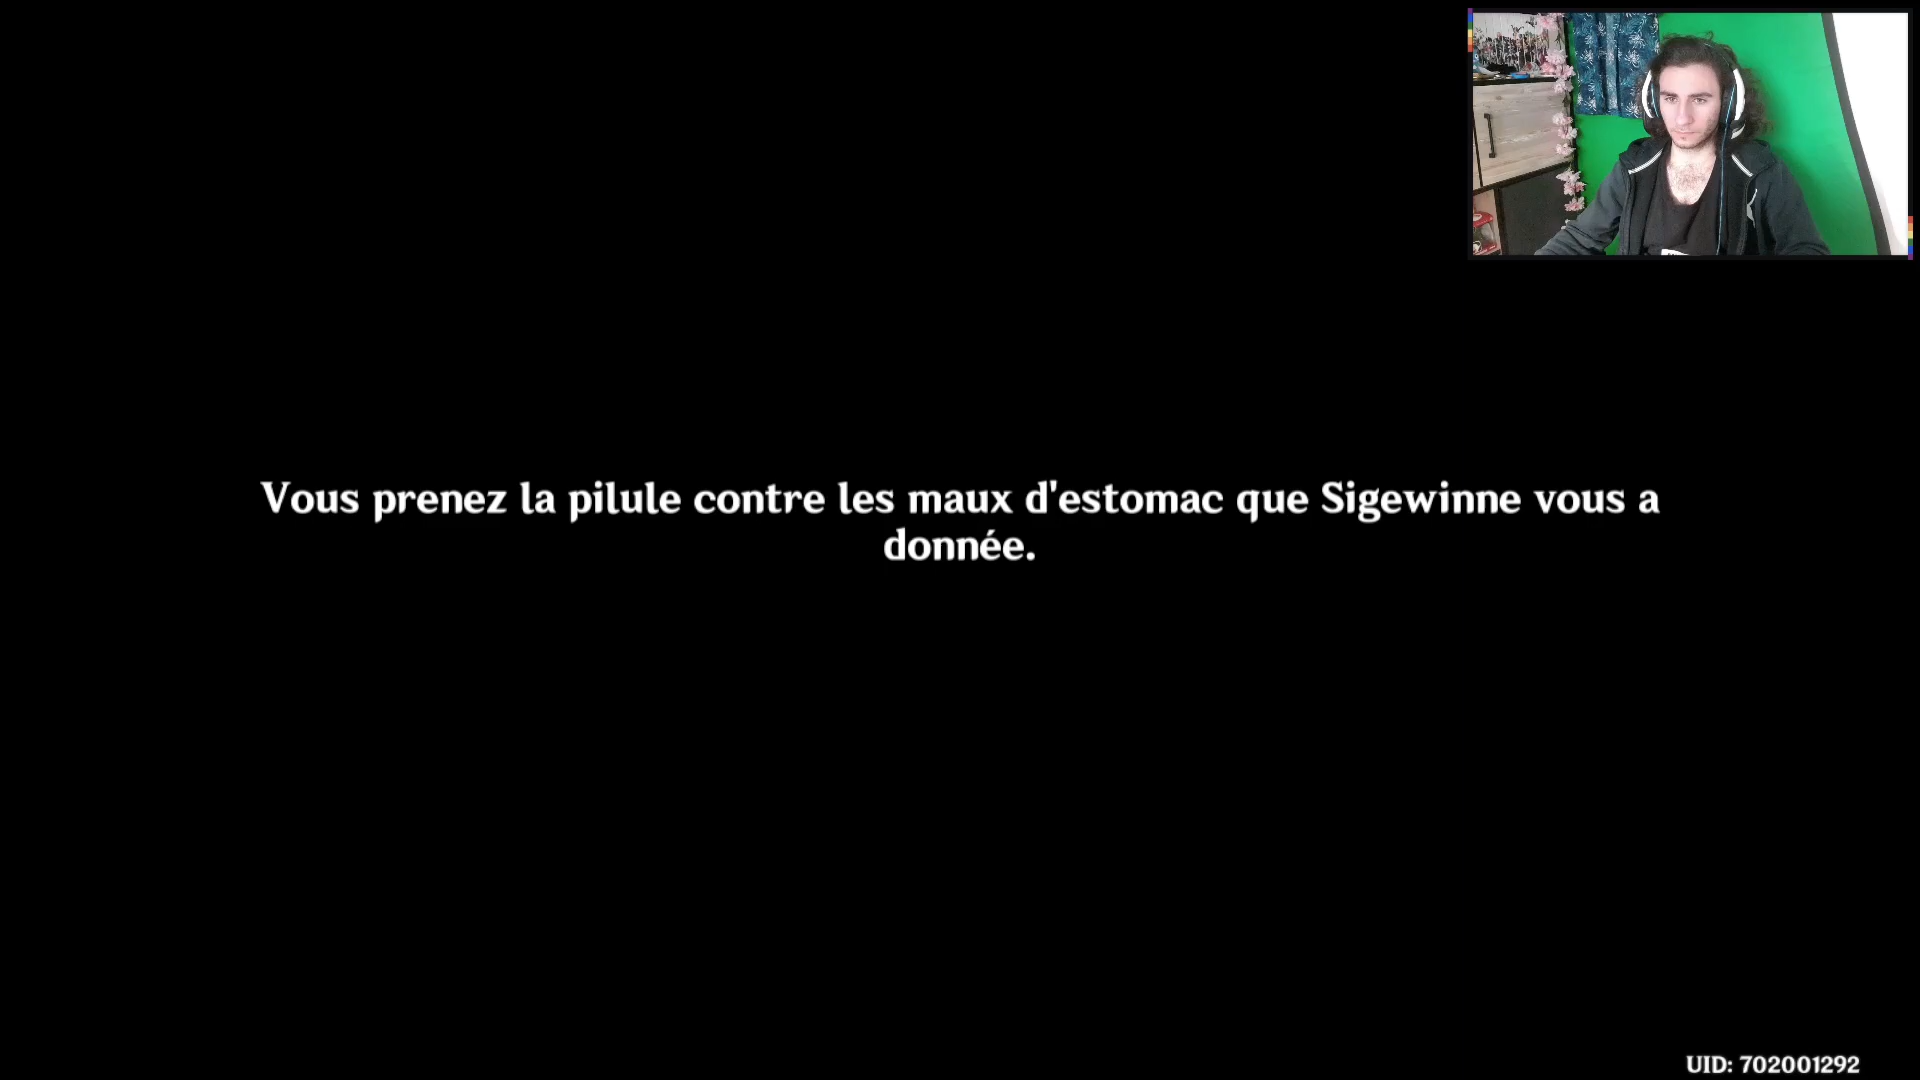 Vous prenez la pilule contre les maux d'estomac que Sigewinne vous a
donnée.
UID: 702001292